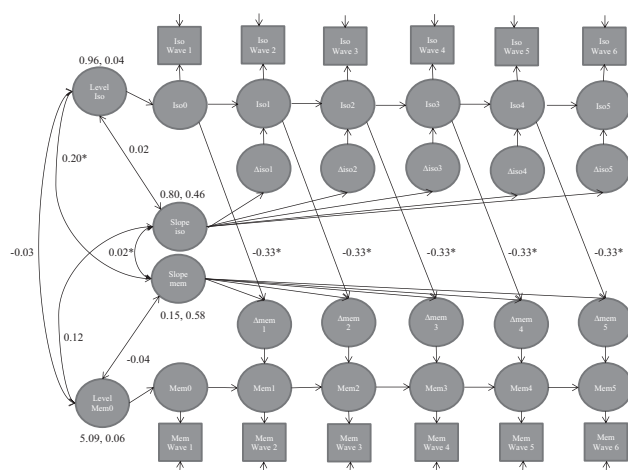 Iso
Wave 1
Iso
Wave 2
Iso
Wave 3
Iso
Wave 4
Iso
Wave 5
Iso
Wave 6
0.96, 0.04
Level
Iso
Iso0
Iso1
Iso2
Iso3
Iso4
Iso5
0.20*
0.02
Δiso1
Δiso2
Δiso3
Δiso4
Δiso5
0.80, 0.46
Slope
iso
-0.03
0.02*
-0.33*
-0.33*
-0.33*
-0.33*
-0.33*
Slope
mem
0.15, 0.58
0.12
-0.04
Δmem
1
Δmem
2
Δmem
3
Δmem
4
Δmem
5
Level
Mem0
Mem0
Mem1
Mem2
Mem3
Mem4
Mem5
5.09, 0.06
Mem
Wave 1
Mem
Wave 2
Mem
Wave 3
Mem
Wave 4
Mem
Wave 5
Mem
Wave 6